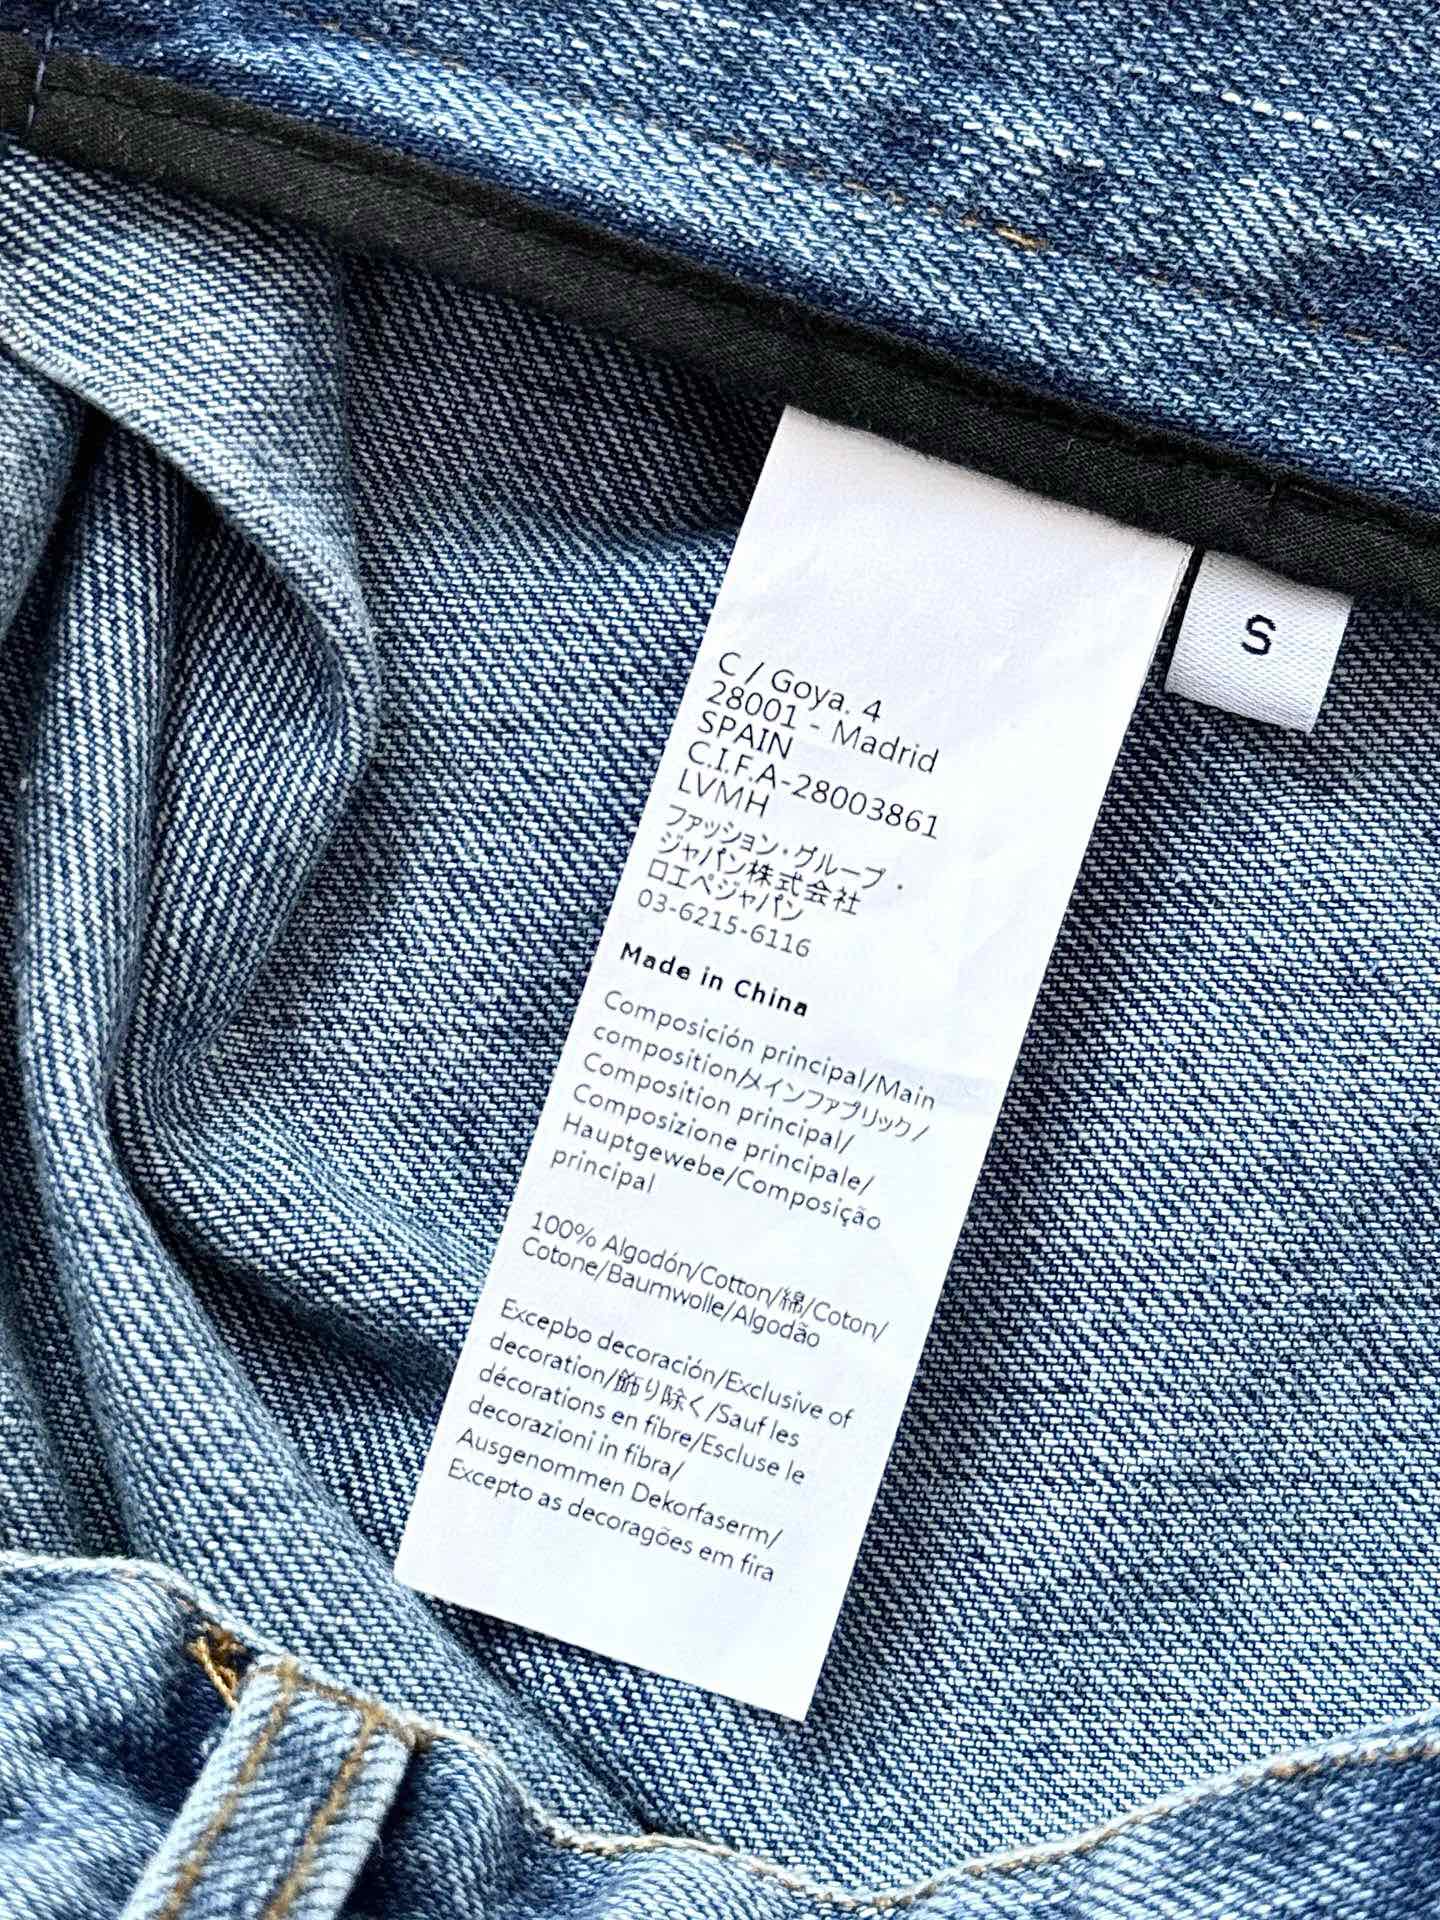 C / Goya. 4
28001 - Madrid
SPAIN
C.I.F.A-28003861
LVMH
ファッション・グループ・
ジャパン株式会社
ロエペジャパン
03-6215-6116
Made in China
Composición principal/Main
composition/メインファブリック/
Composition principal/
Composizione principale/
Hauptgewebe/Composição
principal
100% Algodón/Cotton/綿/Coton/
Cotone/Baumwolle/Algodão
Excepbo decoración/Exclusive of
decoration/飾り除く/Sauf les
décorations en fibre/Escluse le
decorazioni in fibra/
Ausgenommen Dekorfaserm/
Excepto as decoragões em fira
S